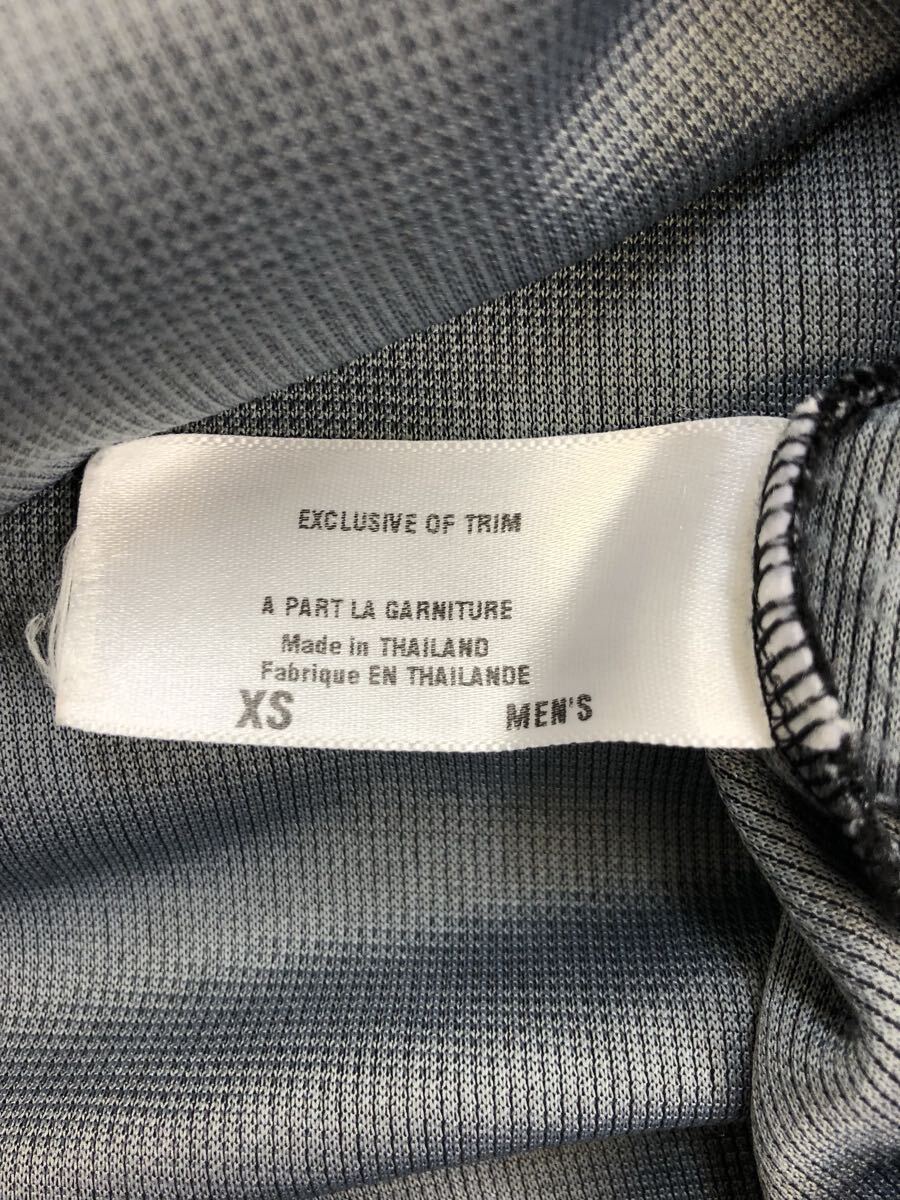 EXCLUSIVE OF TRIM
A PART LA GARNITURE
Made in THAILAND
Fabrique EN THAILANDE
XS MEN'S